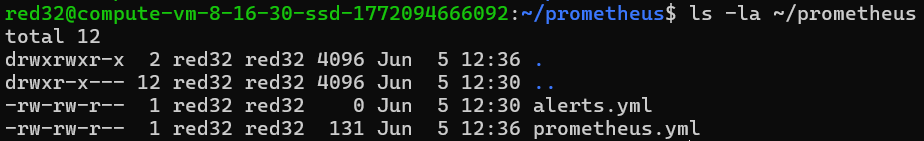 red32@compute-vm-8-16-30-ssd-1772094666092:~/prometheus$ ls -la ~/prometheus
total 12
drwxrwxr-x  2 red32 red32 4096 Jun  5 12:36 .
drwxr-x--- 12 red32 red32 4096 Jun  5 12:30 ..
-rw-rw-r--  1 red32 red32    0 Jun  5 12:30 alerts.yml
-rw-rw-r--  1 red32 red32  131 Jun  5 12:36 prometheus.yml